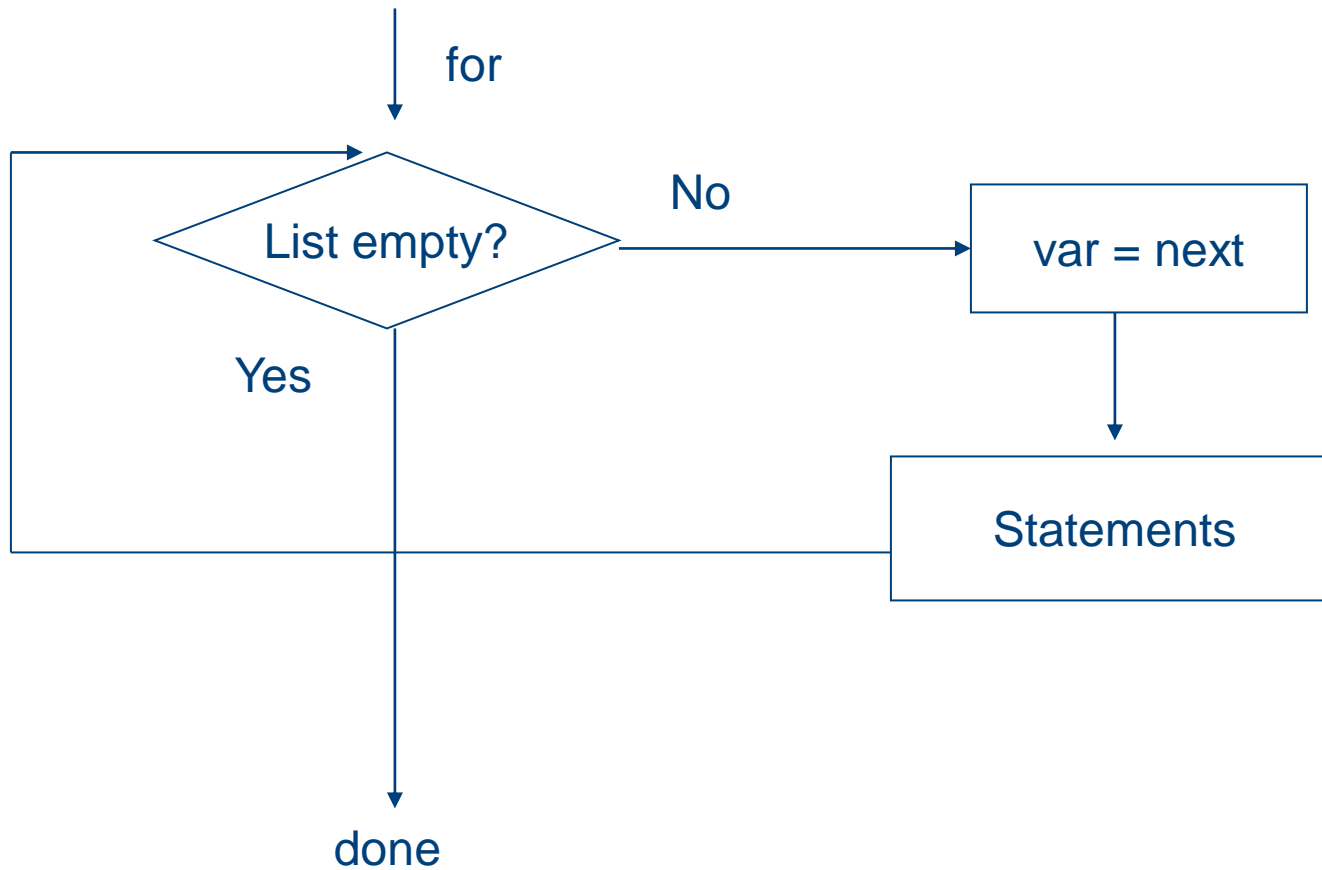 for
No
List empty?
var = next
Yes
Statements
done